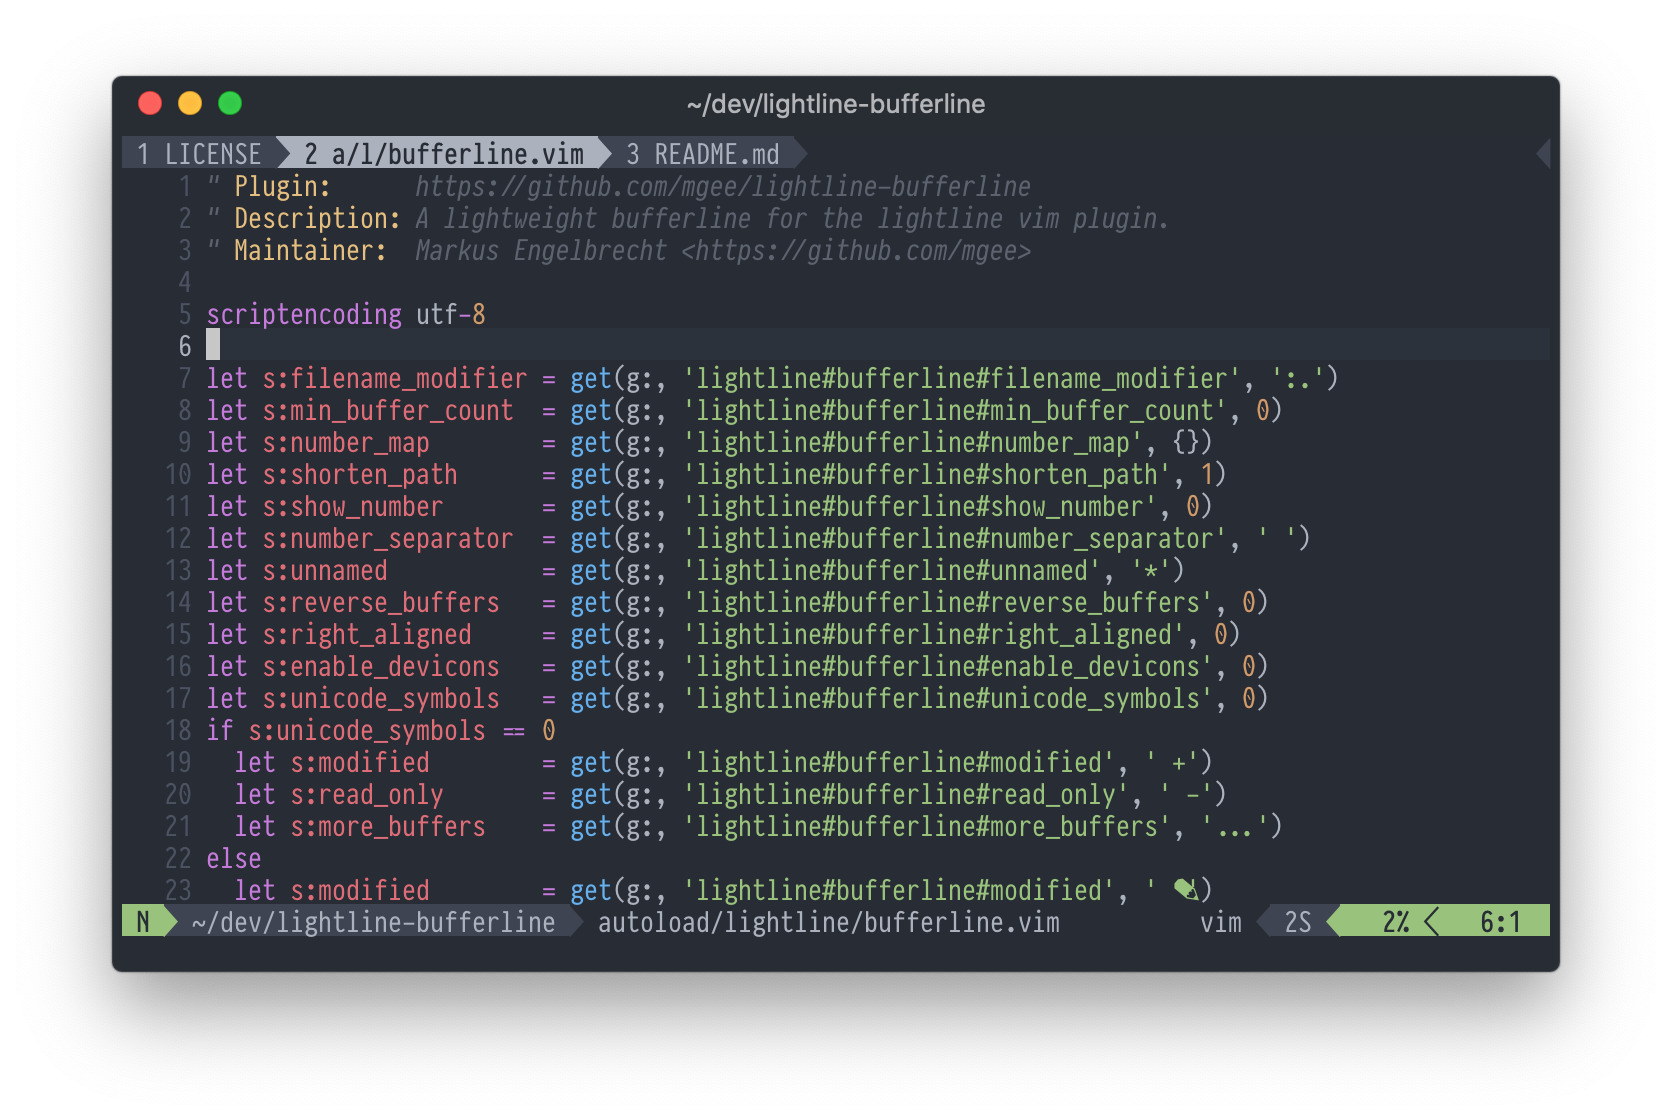 ~/dev/lightline-bufferline
1 LICENSE 2 a/l/bufferline.vim 3 README.md
1 " Plugin:      https://github.com/mgee/lightline-bufferline
2 " Description: A lightweight bufferline for the lightline vim plugin.
3 " Maintainer:  Markus Engelbrecht <https://github.com/mgee>
4
5 scriptencoding utf-8
6
7 let s:filename_modifier = get(g:, 'lightline#bufferline#filename_modifier', ':.')
8 let s:min_buffer_count  = get(g:, 'lightline#bufferline#min_buffer_count', 0)
9 let s:number_map        = get(g:, 'lightline#bufferline#number_map', {})
10 let s:shorten_path      = get(g:, 'lightline#bufferline#shorten_path', 1)
11 let s:show_number       = get(g:, 'lightline#bufferline#show_number', 0)
12 let s:number_separator  = get(g:, 'lightline#bufferline#number_separator', ' ')
13 let s:unnamed           = get(g:, 'lightline#bufferline#unnamed', '*')
14 let s:reverse_buffers   = get(g:, 'lightline#bufferline#reverse_buffers', 0)
15 let s:right_aligned     = get(g:, 'lightline#bufferline#right_aligned', 0)
16 let s:enable_devicons   = get(g:, 'lightline#bufferline#enable_devicons', 0)
17 let s:unicode_symbols   = get(g:, 'lightline#bufferline#unicode_symbols', 0)
18 if s:unicode_symbols == 0
19   let s:modified        = get(g:, 'lightline#bufferline#modified', ' +')
20   let s:read_only       = get(g:, 'lightline#bufferline#read_only', ' -')
21   let s:more_buffers    = get(g:, 'lightline#bufferline#more_buffers', '...')
22 else
23   let s:modified        = get(g:, 'lightline#bufferline#modified', ' ✎')
N ~/dev/lightline-bufferline autoload/lightline/bufferline.vim vim 2S 2% 6:1